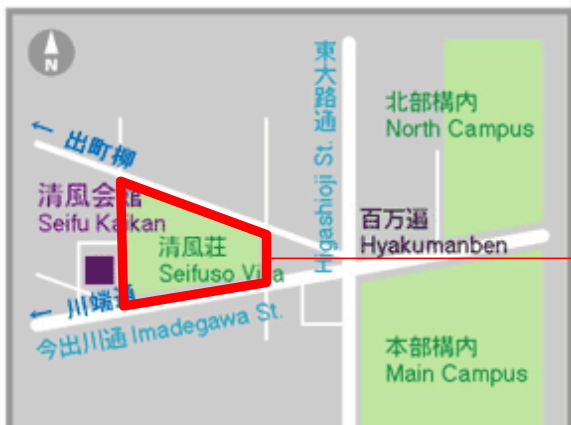 N
← 出町柳
東大路通
Higashioji St.
北部構内
North Campus
清風会館
Seifu Kaikan
百万遍
Hyakumanben
清風荘
Seifuso Villa
← 川端通
今出川通 Imadegawa St.
本部構内
Main Campus